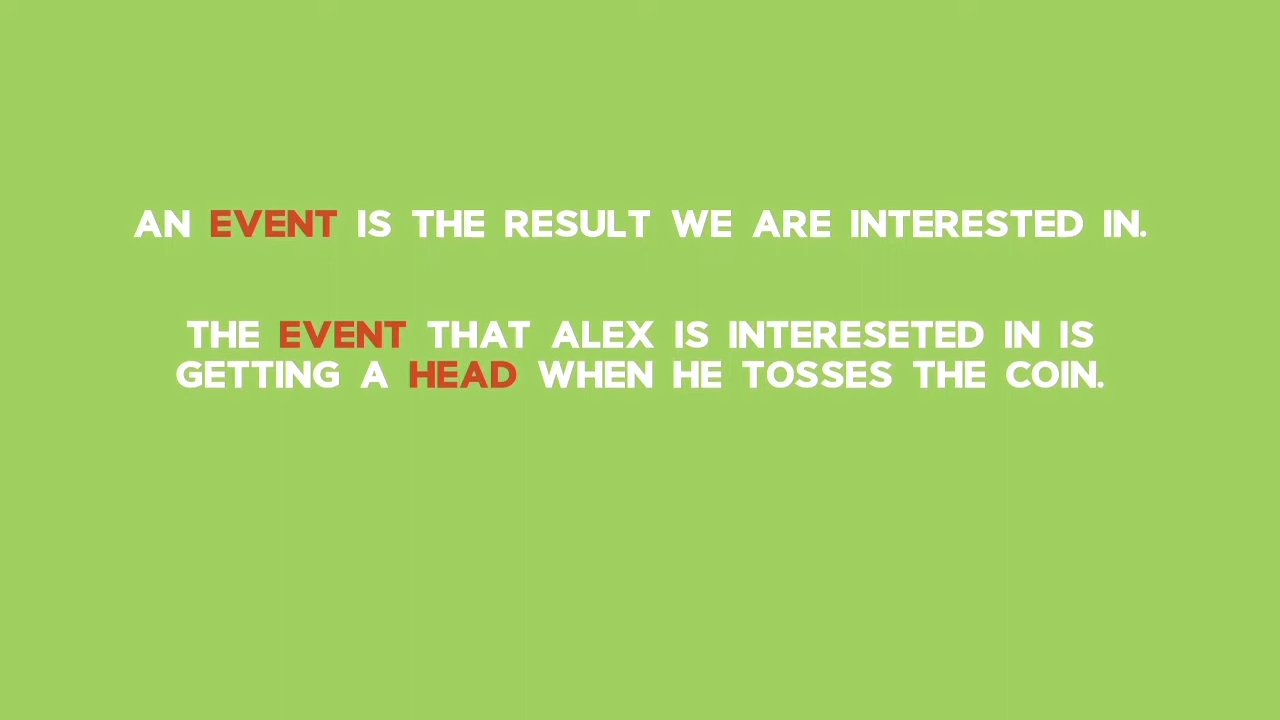 AN EVENT IS THE RESULT WE ARE INTERESTED IN.
THE EVENT THAT ALEX IS INTERESETED IN IS
GETTING A HEAD WHEN HE TOSSES THE COIN.